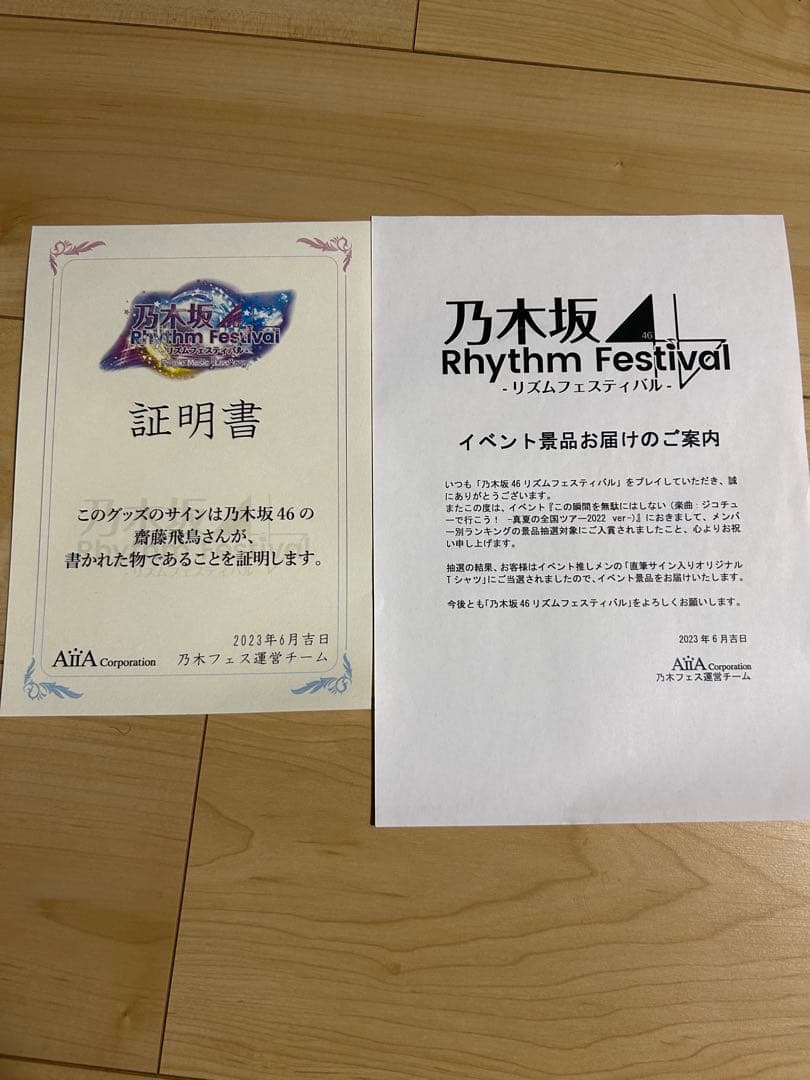 乃木坂46
Rhythm Festival
-リズムフェスティバル-
証明書
このグッズのサインは乃木坂46の
齋藤飛鳥さんが、
書かれた物であることを証明します。
2023年6月吉日
AiiA Corporation
乃木フェス運営チーム
乃木坂46
Rhythm Festival
-リズムフェスティバル-
イベント景品お届けのご案内
いつも「乃木坂46リズムフェスティバル」をプレイしていただき、誠
にありがとうございます。
またこの度は、イベント『この瞬間を無駄にはしない（楽曲：ジコチュ
ーで行こう！ -真夏の全国ツアー2022 ver-）』におきまして、メンバ
ー別ランキングの景品抽選対象にご入賞されましたこと、心よりお祝
い申し上げます。
抽選の結果、お客様はイベント推しメンの「直筆サイン入りオリジナル
Tシャツ」にご当選されましたので、イベント景品をお届けいたします。
今後とも「乃木坂46リズムフェスティバル」をよろしくお願いします。
2023年6月吉日
AiiA Corporation
乃木フェス運営チーム